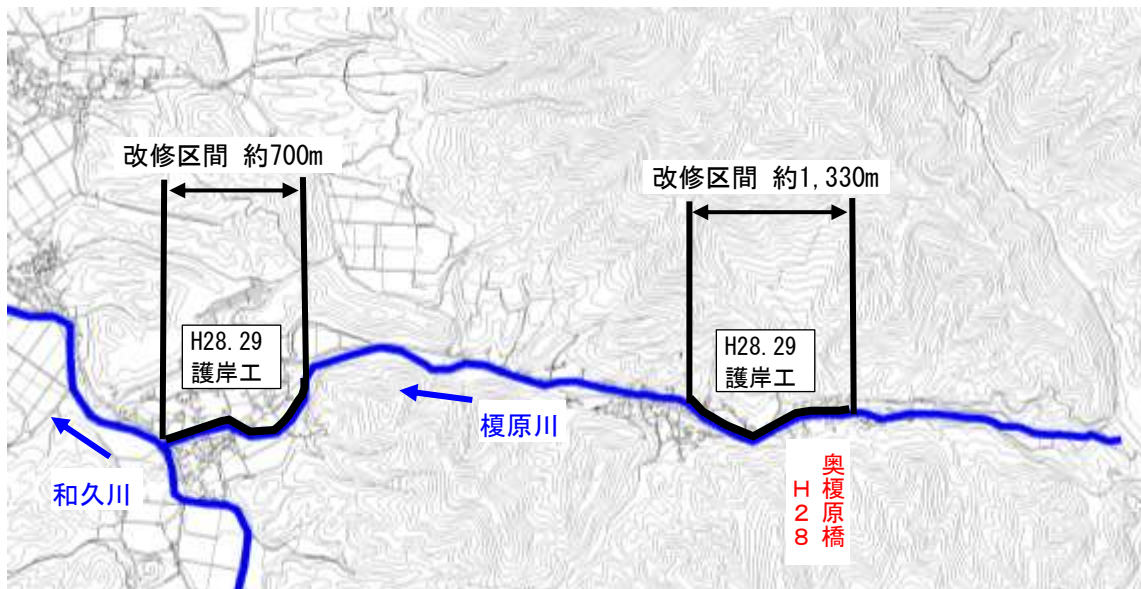 改修区間 約700m
改修区間 約1,330m
H28.29
護岸工
H28.29
護岸工
榎原川
和久川
奥榎原橋
H28